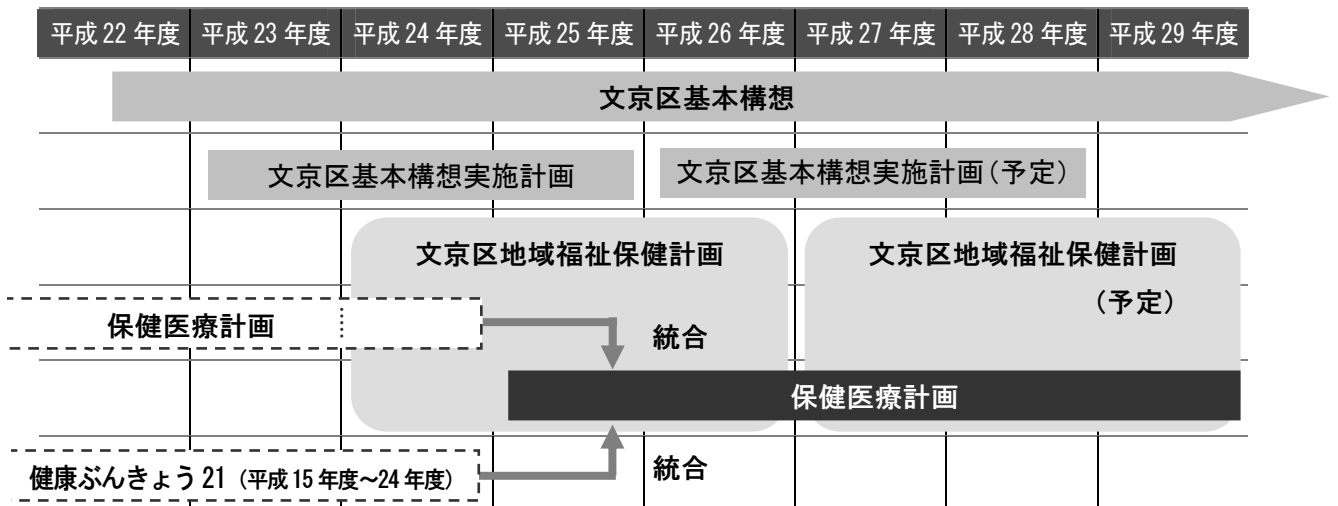 平成22年度 平成23年度 平成24年度 平成25年度 平成26年度 平成27年度 平成28年度 平成29年度
文京区基本構想
文京区基本構想実施計画 文京区基本構想実施計画(予定)
文京区地域福祉保健計画 文京区地域福祉保健計画
(予定)
保健医療計画 統合
保健医療計画
健康ぶんきょう21(平成15年度~24年度) 統合